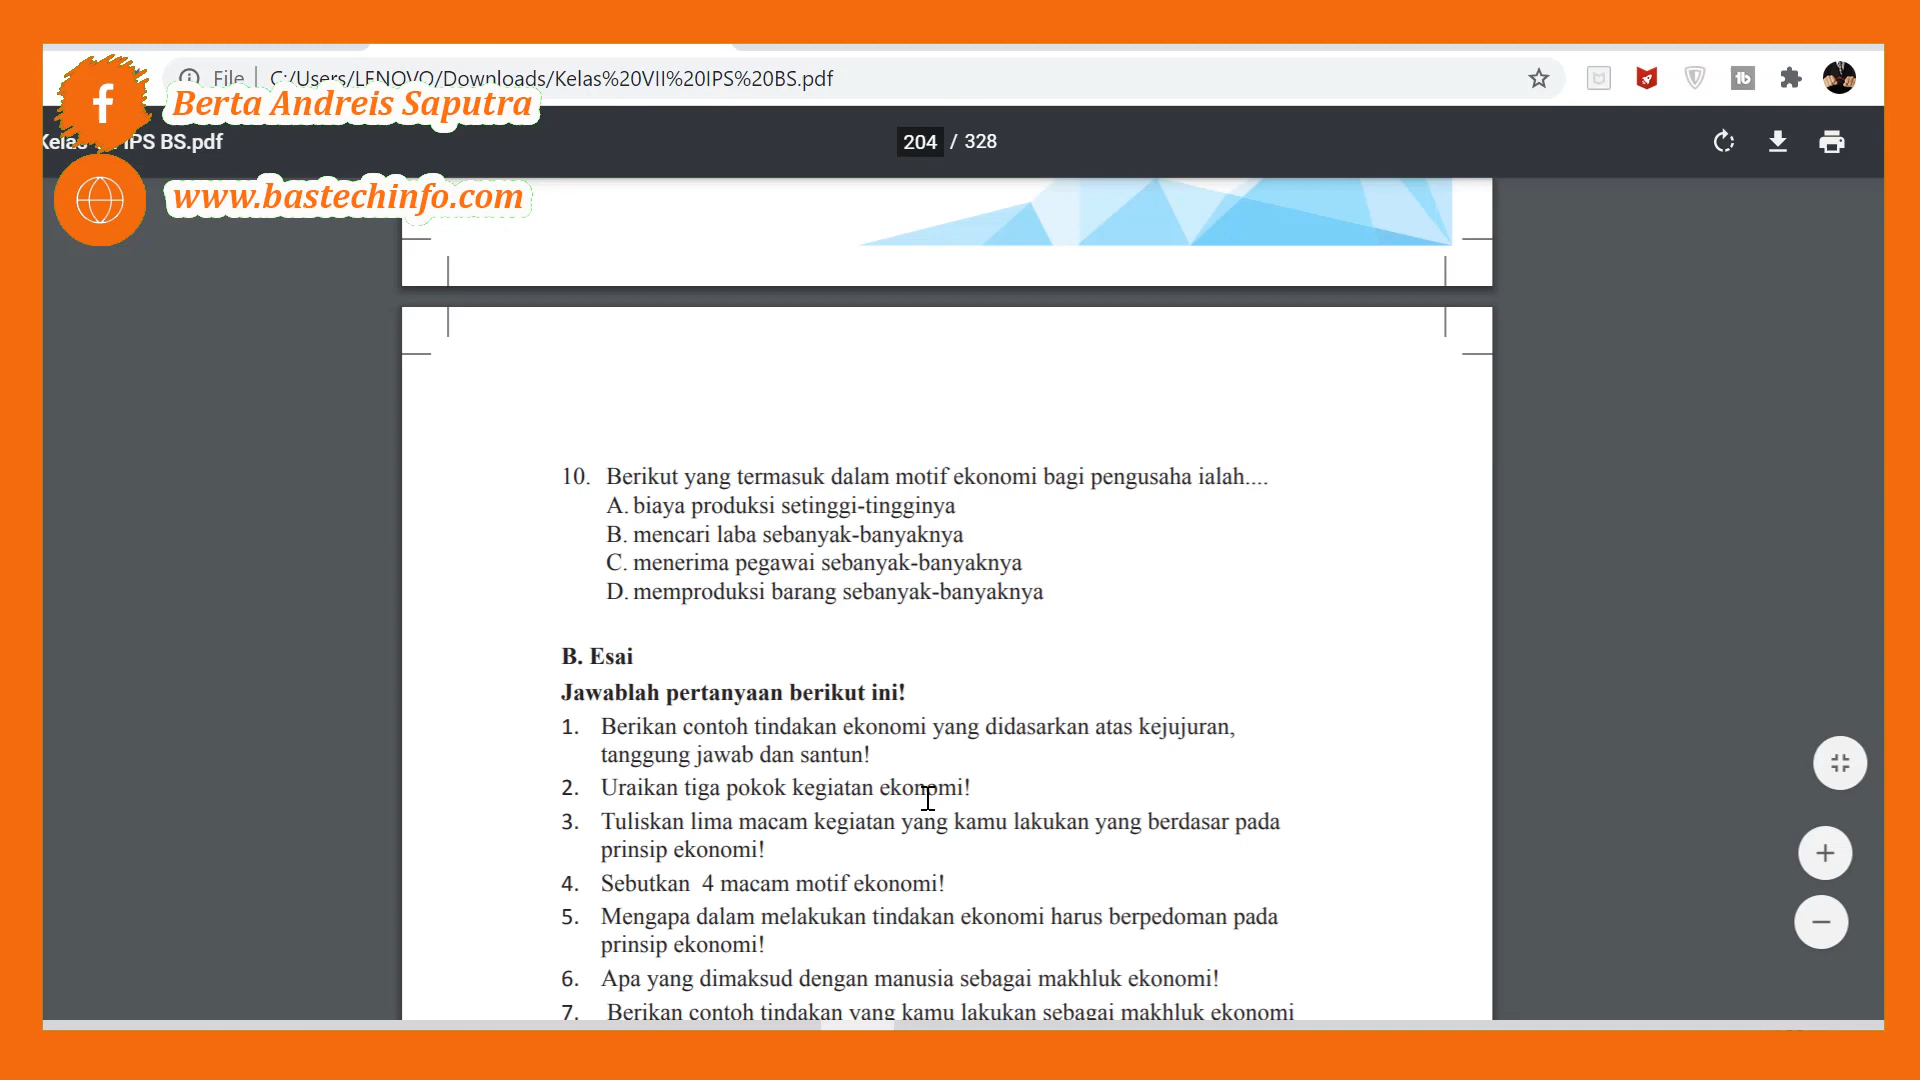 File C:/Users/LENOVO/Downloads/Kelas%20VII%20IPS%20BS.pdf
Berta Andreis Saputra
IPS BS.pdf
204 / 328
www.bastechinfo.com
10. Berikut yang termasuk dalam motif ekonomi bagi pengusaha ialah....
A. biaya produksi setinggi-tingginya
B. mencari laba sebanyak-banyaknya
C. menerima pegawai sebanyak-banyaknya
D. memproduksi barang sebanyak-banyaknya
B. Esai
Jawablah pertanyaan berikut ini!
1. Berikan contoh tindakan ekonomi yang didasarkan atas kejujuran,
tanggung jawab dan santun!
2. Uraikan tiga pokok kegiatan ekonomi!
3. Tuliskan lima macam kegiatan yang kamu lakukan yang berdasar pada
prinsip ekonomi!
4. Sebutkan 4 macam motif ekonomi!
5. Mengapa dalam melakukan tindakan ekonomi harus berpedoman pada
prinsip ekonomi!
6. Apa yang dimaksud dengan manusia sebagai makhluk ekonomi!
7. Berikan contoh tindakan yang kamu lakukan sebagai makhluk ekonomi